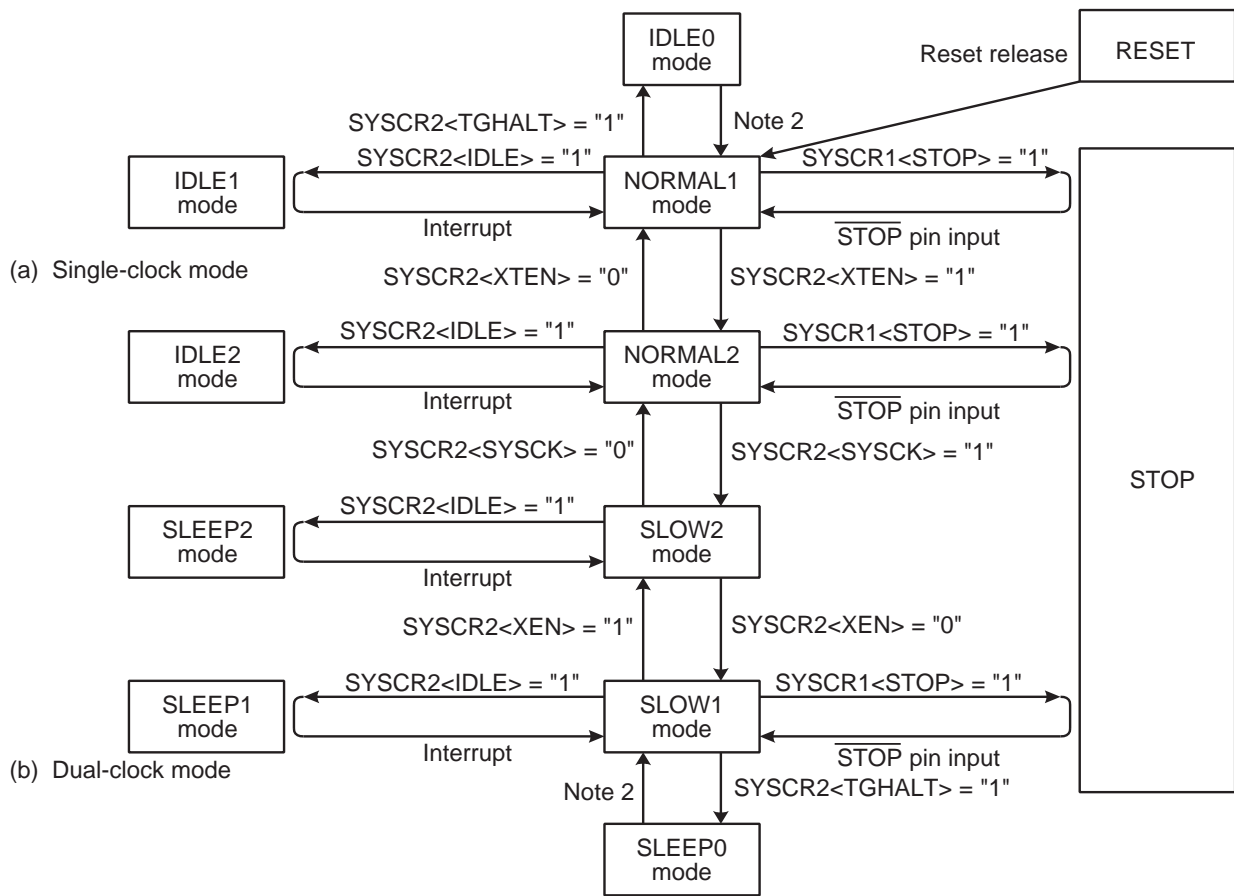 IDLE0
mode
Reset release
RESET
SYSCR2<TGHALT> = "1"
Note 2
IDLE1
mode
SYSCR2<IDLE> = "1"
Interrupt
NORMAL1
mode
SYSCR1<STOP> = "1"
STOP pin input
(a) Single-clock mode
SYSCR2<XTEN> = "0"
SYSCR2<XTEN> = "1"
IDLE2
mode
SYSCR2<IDLE> = "1"
Interrupt
NORMAL2
mode
SYSCR1<STOP> = "1"
STOP pin input
SYSCR2<SYSCK> = "0"
SYSCR2<SYSCK> = "1"
STOP
SLEEP2
mode
SYSCR2<IDLE> = "1"
Interrupt
SLOW2
mode
SYSCR2<XEN> = "1"
SYSCR2<XEN> = "0"
SLEEP1
mode
SYSCR2<IDLE> = "1"
Interrupt
SLOW1
mode
SYSCR1<STOP> = "1"
STOP pin input
(b) Dual-clock mode
Note 2
SYSCR2<TGHALT> = "1"
SLEEP0
mode